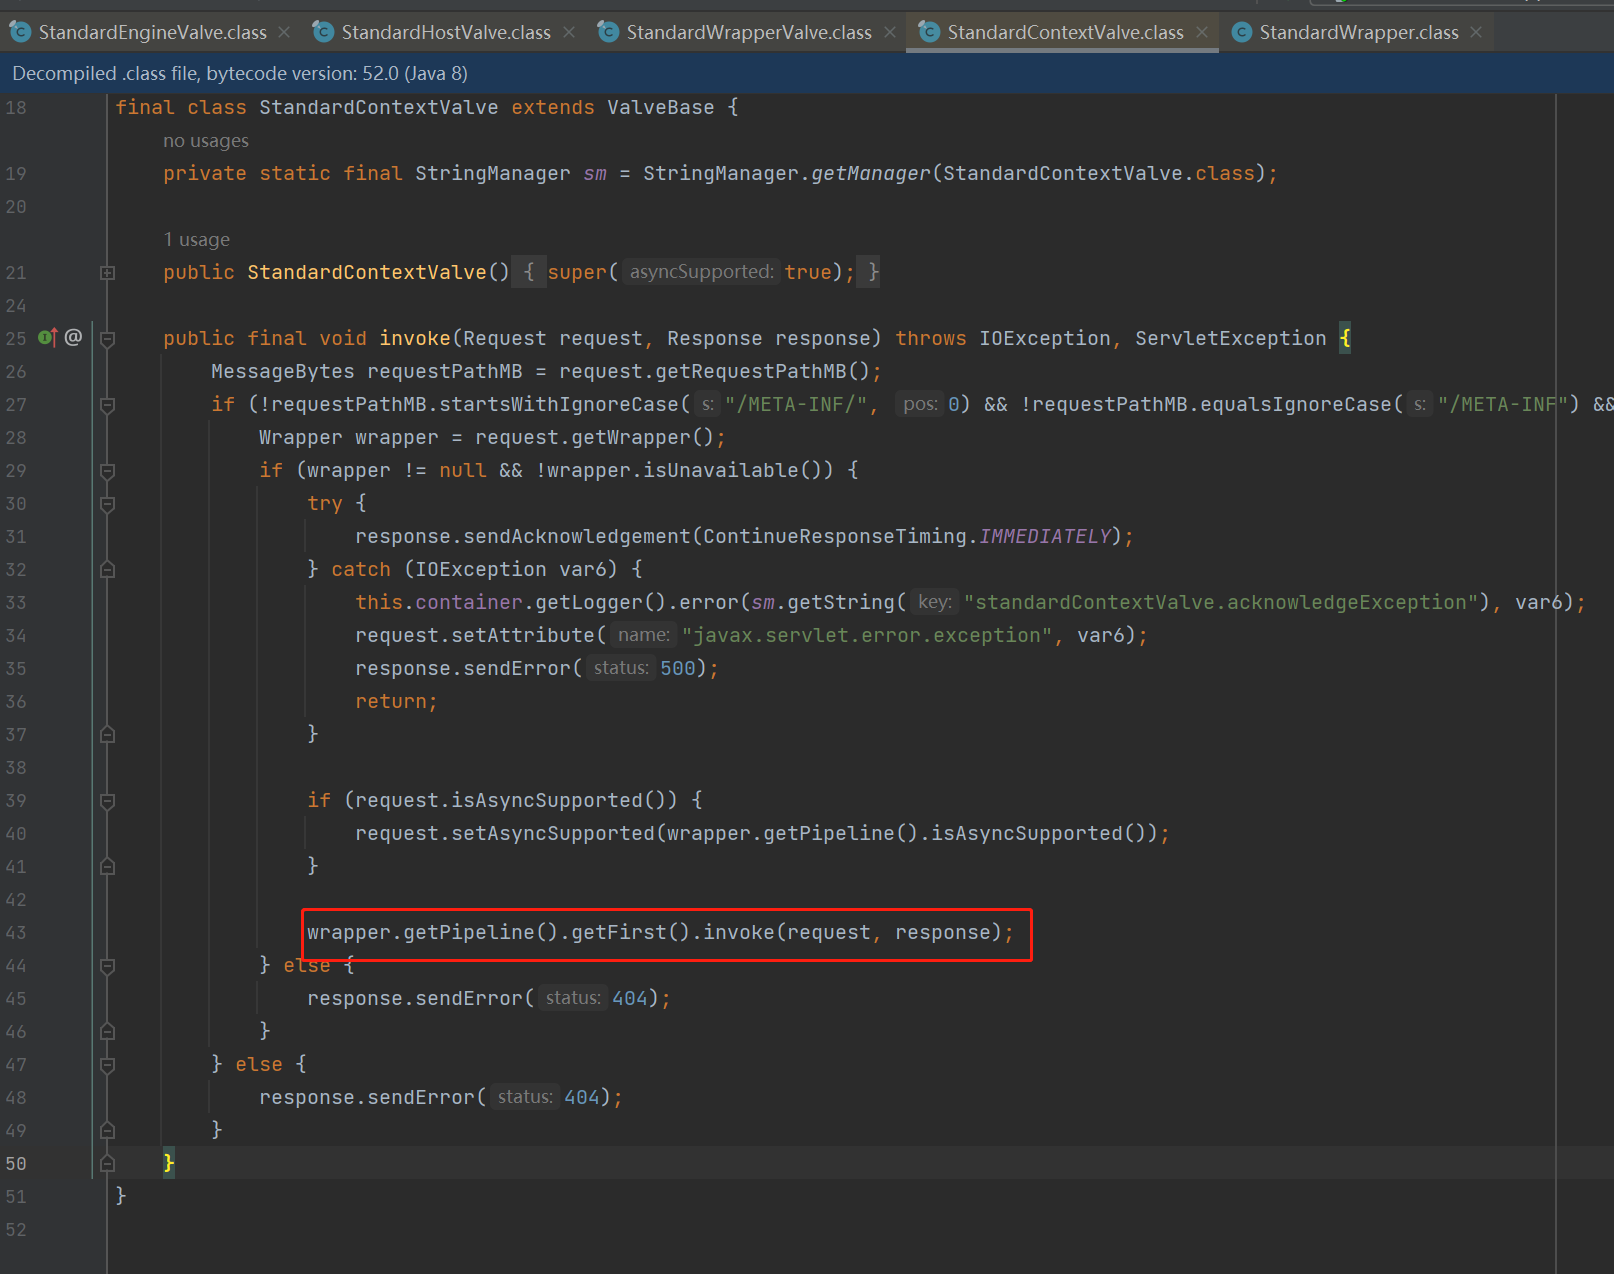 StandardEngineValve.class StandardHostValve.class StandardWrapperValve.class StandardContextValve.class StandardWrapper.class
Decompiled .class file, bytecode version: 52.0 (Java 8)
18 final class StandardContextValve extends ValveBase {
no usages
19 private static final StringManager sm = StringManager.getManager(StandardContextValve.class);
20
1 usage
21 public StandardContextValve() { super( asyncSupported: true); }
24
25 @ public final void invoke(Request request, Response response) throws IOException, ServletException {
26 MessageBytes requestPathMB = request.getRequestPathMB();
27 if (!requestPathMB.startsWithIgnoreCase( s: "/META-INF/", pos: 0) && !requestPathMB.equalsIgnoreCase( s: "/META-INF") &&
28 Wrapper wrapper = request.getWrapper();
29 if (wrapper != null && !wrapper.isUnavailable()) {
30 try {
31 response.sendAcknowledgement(ContinueResponseTiming.IMMEDIATELY);
32 } catch (IOException var6) {
33 this.container.getLogger().error(sm.getString( key: "standardContextValve.acknowledgeException"), var6);
34 request.setAttribute( name: "javax.servlet.error.exception", var6);
35 response.sendError( status: 500);
36 return;
37 }
38
39 if (request.isAsyncSupported()) {
40 request.setAsyncSupported(wrapper.getPipeline().isAsyncSupported());
41 }
42
43 wrapper.getPipeline().getFirst().invoke(request, response);
44 } else {
45 response.sendError( status: 404);
46 }
47 } else {
48 response.sendError( status: 404);
49 }
50 }
51 }
52